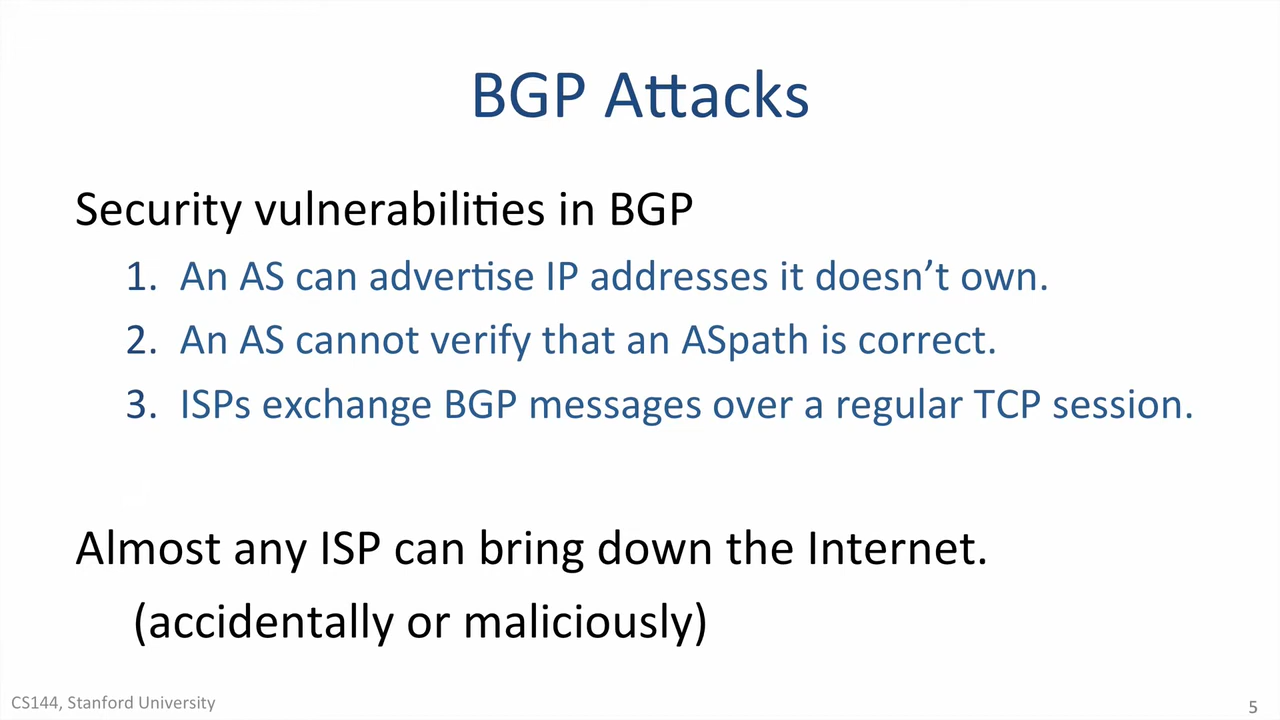 BGP Attacks
Security vulnerabilities in BGP
1. An AS can advertise IP addresses it doesn’t own.
2. An AS cannot verify that an ASpath is correct.
3. ISPs exchange BGP messages over a regular TCP session.
Almost any ISP can bring down the Internet.
(accidentally or maliciously)
CS144, Stanford University
5